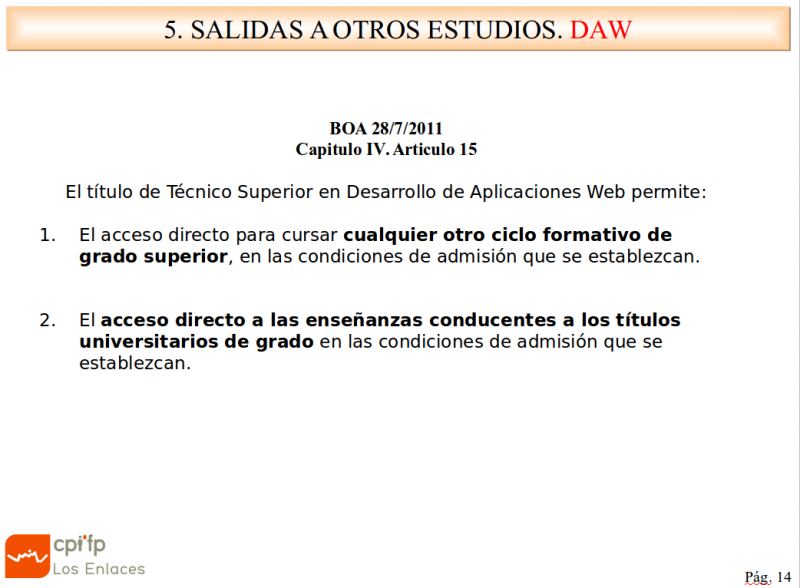 5. SALIDAS A OTROS ESTUDIOS. DAW
BOA 28/7/2011
Capitulo IV. Articulo 15
El título de Técnico Superior en Desarrollo de Aplicaciones Web permite:
1. El acceso directo para cursar cualquier otro ciclo formativo de
grado superior, en las condiciones de admisión que se establezcan.
2. El acceso directo a las enseñanzas conducentes a los títulos
universitarios de grado en las condiciones de admisión que se
establezcan.
cpifp
Los Enlaces
Pág. 14